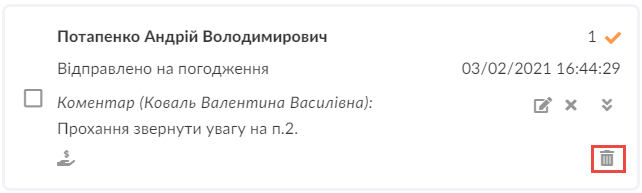 Потапенко Андрій Володимирович 1
Відправлено на погодження 03/02/2021 16:44:29
Коментар (Коваль Валентина Василівна):
Прохання звернути увагу на п.2.
$